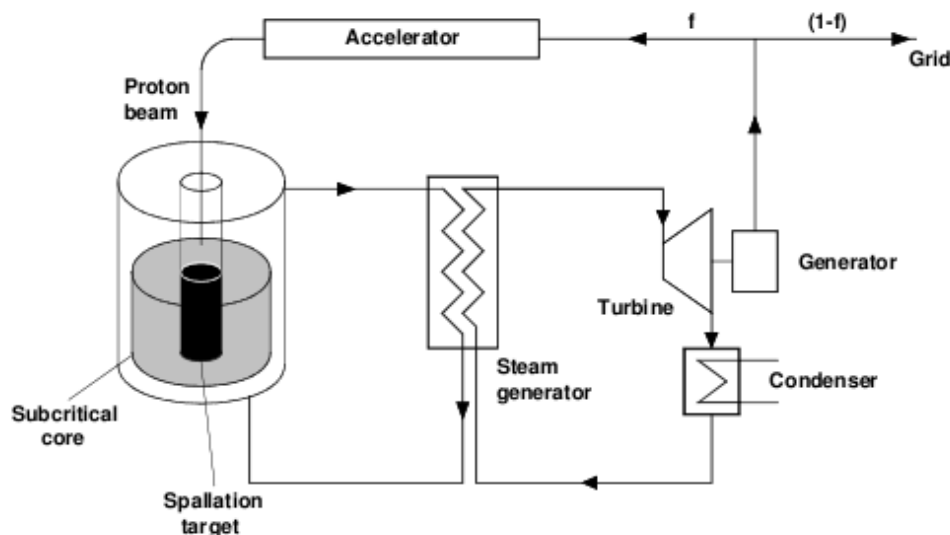 f
(1-f)
Accelerator
Grid
Proton
beam
Generator
Turbine
Steam
generator
Condenser
Subcritical
core
Spallation
target